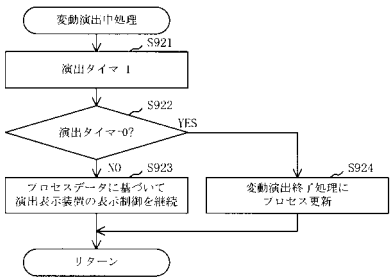 変動演出中処理
S921
演出タイマ-1
S922
演出タイマ=0?
YES
NO
S923
S924
プロセスデータに基づいて
演出表示装置の表示制御を継続
変動演出終了処理に
プロセス更新
リターン